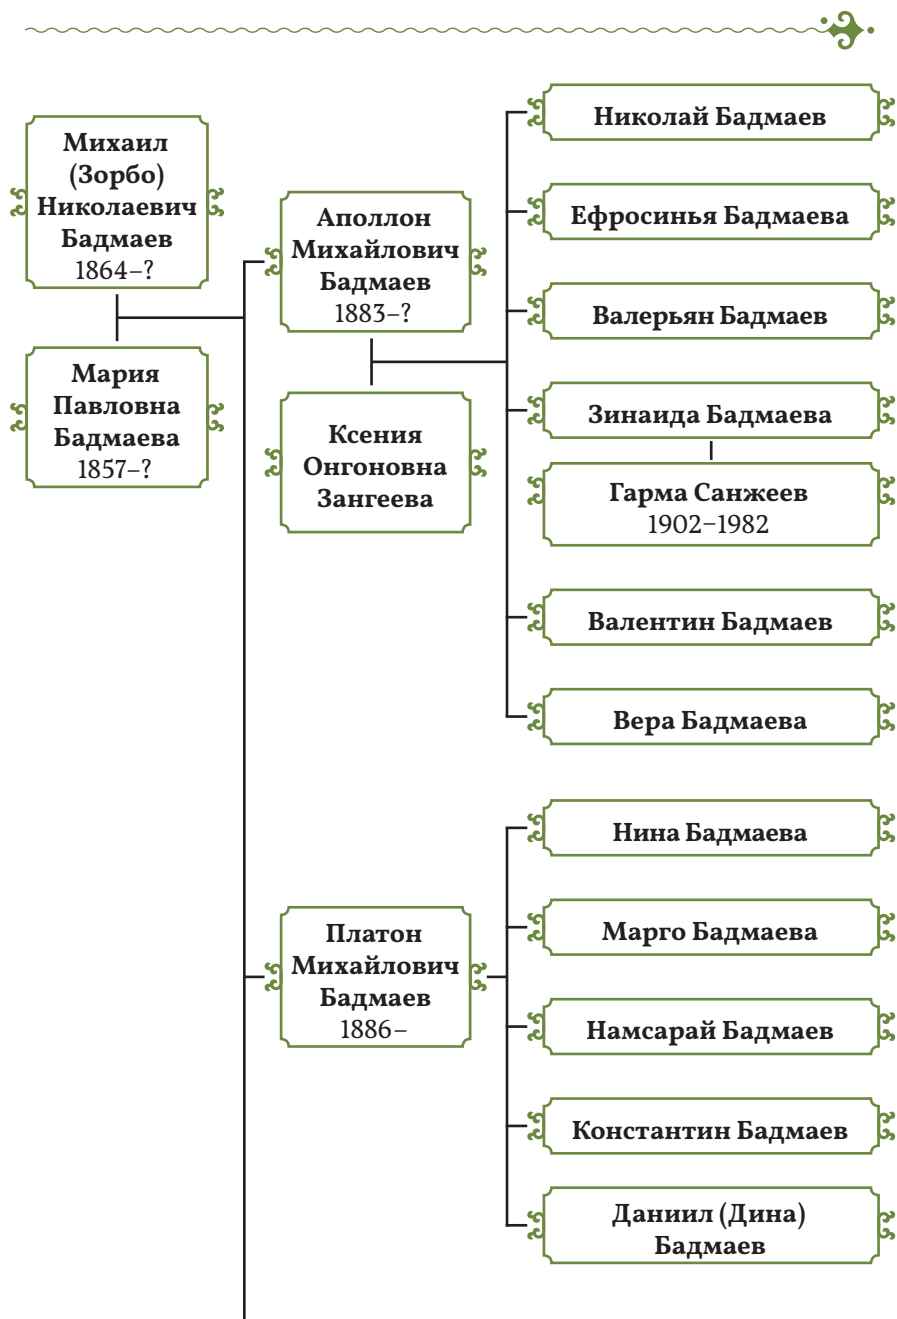 Михаил
(Зорбо)
Николаевич
Бадмаев
1864–?
Мария
Павловна
Бадмаева
1857–?
Аполлон
Михайлович
Бадмаев
1883–?
Ксения
Онгоновна
Зангеева
Николай Бадмаев
Ефросинья Бадмаева
Валерьян Бадмаев
Зинаида Бадмаева
Гарма Санжеев
1902–1982
Валентин Бадмаев
Вера Бадмаева
Платон
Михайлович
Бадмаев
1886–
Нина Бадмаева
Марго Бадмаева
Намсарай Бадмаев
Константин Бадмаев
Даниил (Дина)
Бадмаев